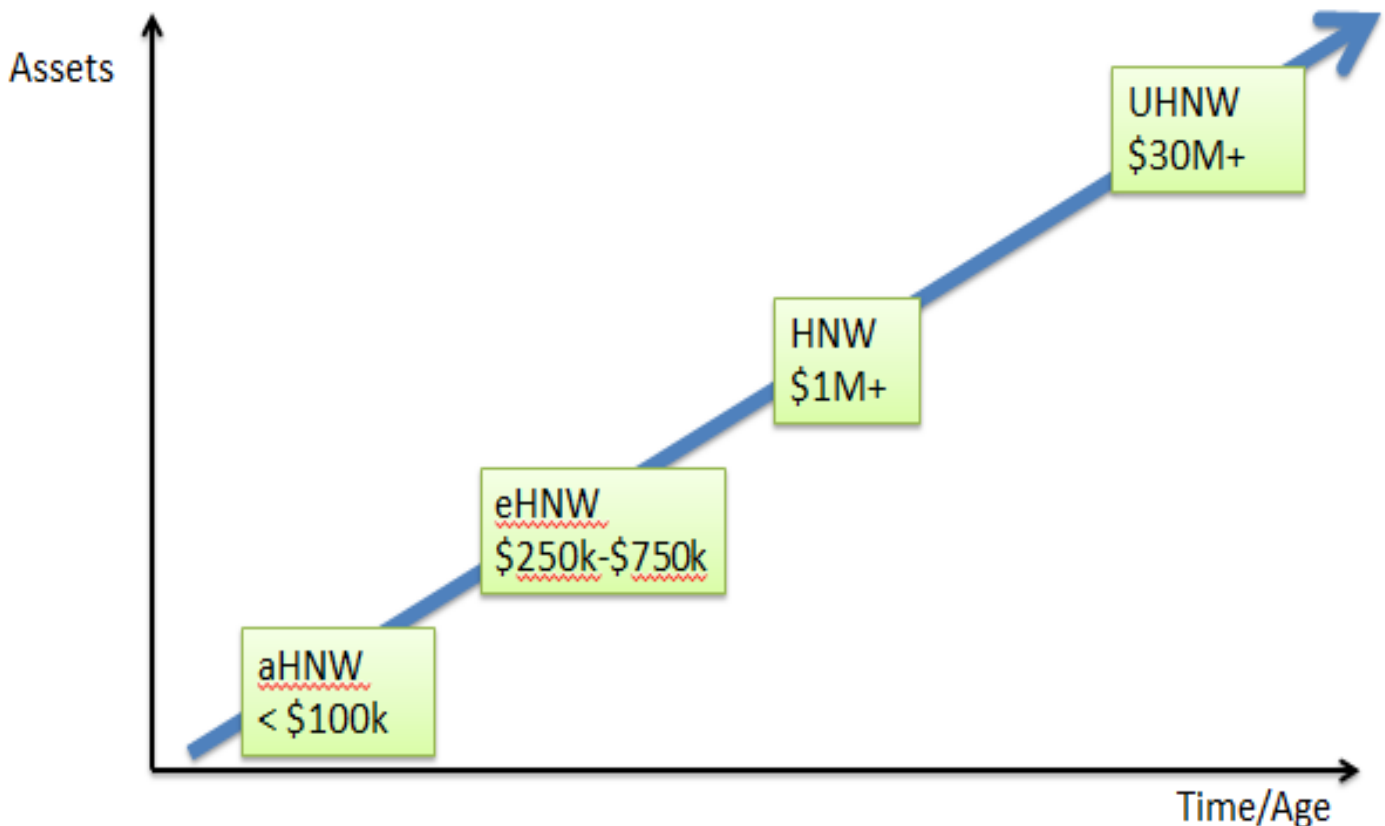 Assets
UHNW
$30M+
HNW
$1M+
eHNW
$250k-$750k
aHNW
< $100k
Time/Age